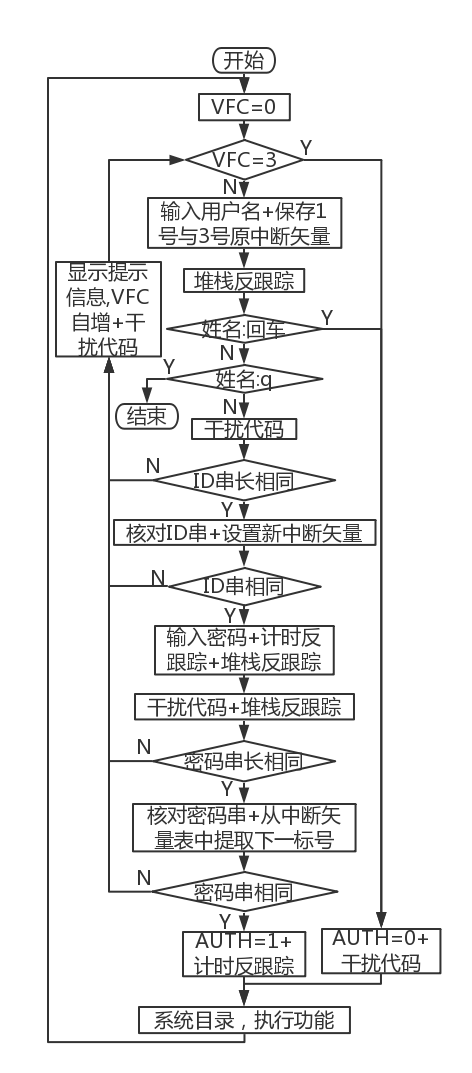 开始
VFC=0
VFC=3
Y
N
输入用户名+保存1
号与3号原中断矢量
显示提示
信息,VFC
自增+干
扰代码
堆栈反跟踪
姓名:回车
Y
N
姓名:q
Y
N
结束
干扰代码
ID串长相同
N
Y
核对ID串+设置新中断矢量
ID串相同
N
Y
输入密码+计时反
跟踪+堆栈反跟踪
干扰代码+堆栈反跟踪
密码串长相同
N
Y
核对密码串+从中断矢
量表中提取下一标号
密码串相同
N
Y
AUTH=1+
计时反跟踪
AUTH=0+
干扰代码
系统目录，执行功能